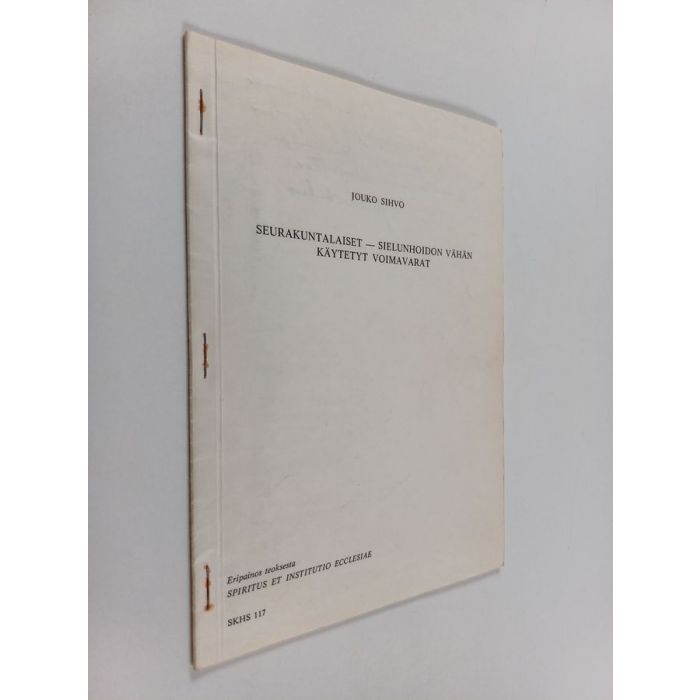 JOUKO SIHVO
SEURAKUNTALAISET — SIELUNHOIDON VÄHÄN
KÄYTETYT VOIMAVARAT
Eripainos teoksesta
SPIRITUS ET INSTITUTIO ECCLESIAE
SKHS 117